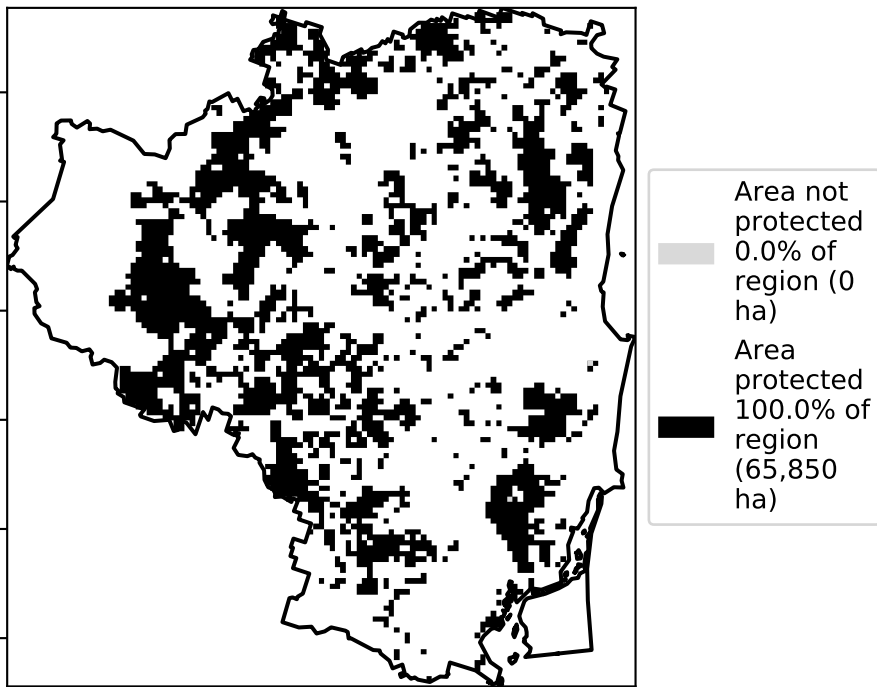 Area not
protected
0.0% of
region (0
ha)
Area
protected
100.0% of
region
(65,850
ha)